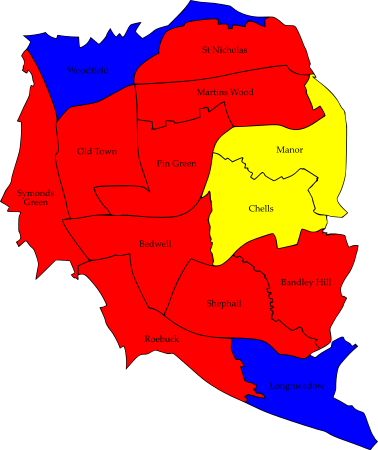 St Nicholas
Woodfield
Martins Wood
Old Town
Manor
Pin Green
Symonds
Green
Chells
Bedwell
Bandley Hill
Shephall
Roebuck
Longmeadow